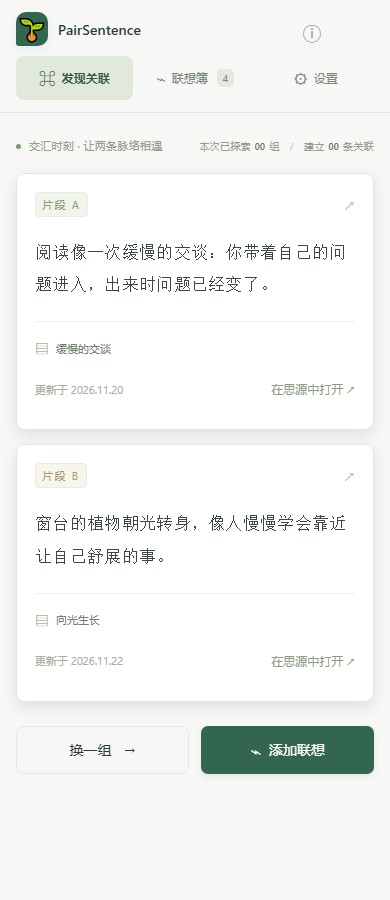 PairSentence
发现关联
联想簿 4
设置
交汇时刻 · 让两条脉络相遇
本次已探索 00 组 / 建立 00 条关联
片段 A
阅读像一次缓慢的交谈：你带着自己的问
题进入，出来时问题已经变了。
缓慢的交谈
更新于 2026.11.20
在思源中打开 ↗
片段 B
窗台的植物朝光转身，像人慢慢学会靠近
让自己舒展的事。
向光生长
更新于 2026.11.22
在思源中打开 ↗
换一组 →
添加联想